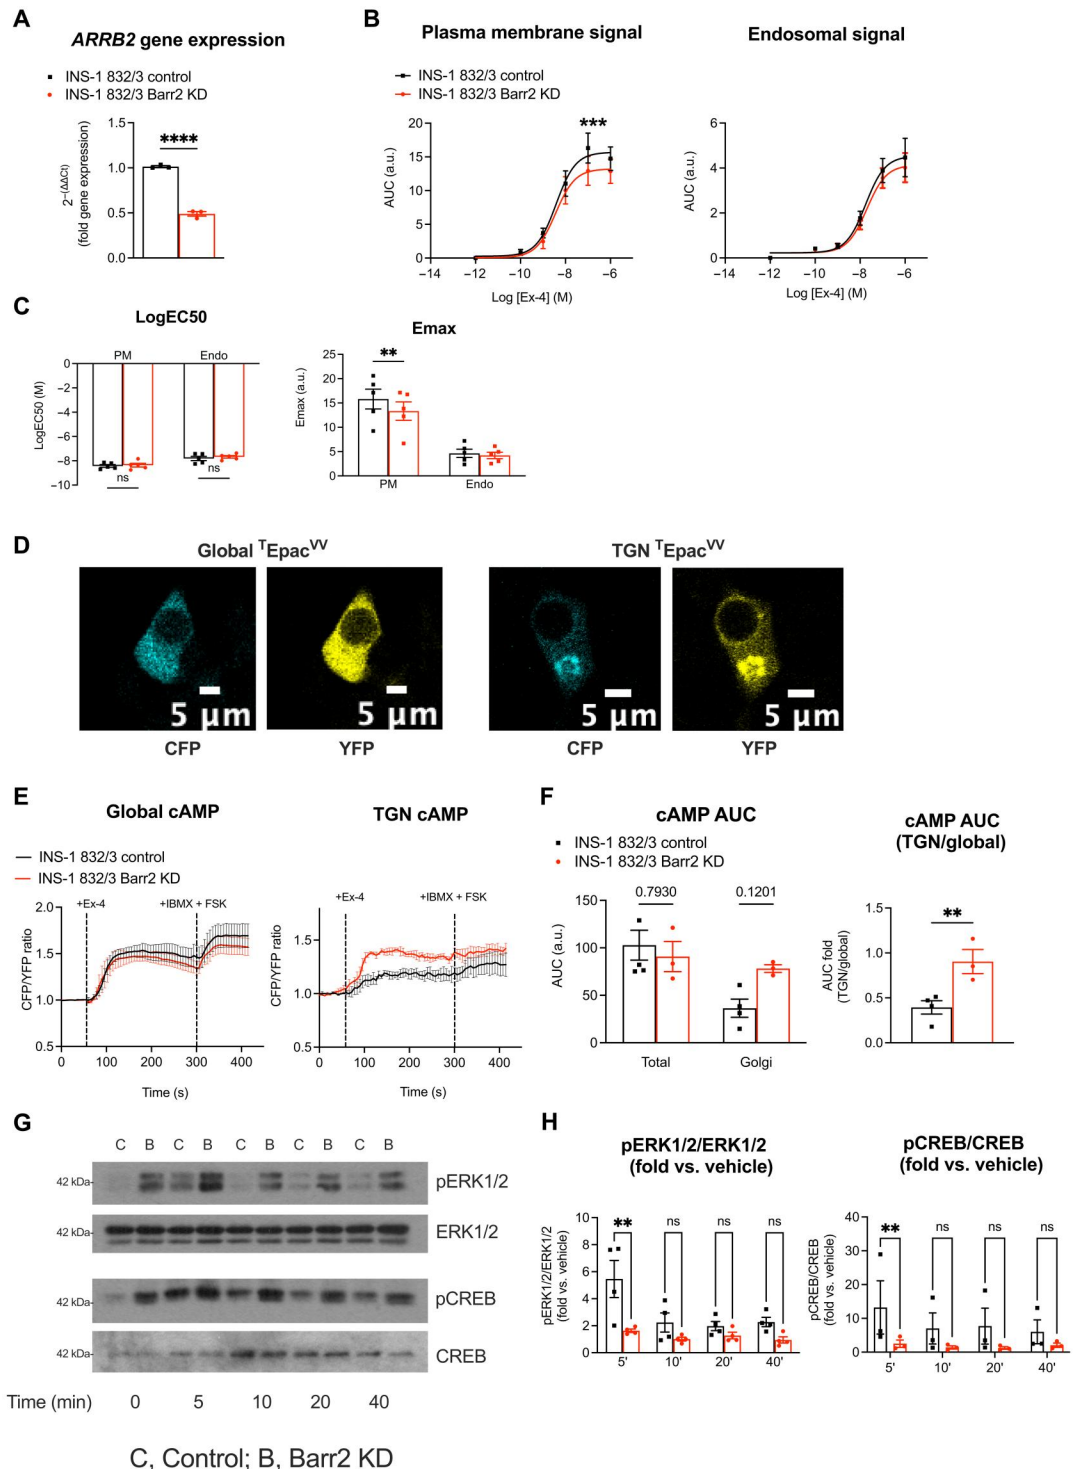 A
ARRB2 gene expression
INS-1 832/3 control
INS-1 832/3 Barr2 KD
1.5
1.0
0.5
0.0
2−(ΔΔCt)
(fold gene expression)
****
B
Plasma membrane signal
Endosomal signal
INS-1 832/3 control
INS-1 832/3 Barr2 KD
20
15
10
5
0
AUC (a.u.)
***
−14 −12 −10 −8 −6
Log [Ex-4] (M)
6
4
2
0
AUC (a.u.)
−14 −12 −10 −8 −6
Log [Ex-4] (M)
C
LogEC50
PM Endo
0
−2
−4
−6
−8
−10
LogEC50 (M)
ns ns
Emax
25
20
15
10
5
0
Emax (a.u.)
**
PM Endo
D
Global TEpacVV
TGN TEpacVV
5 μm 5 μm 5 μm 5 μm
CFP YFP CFP YFP
E
Global cAMP
TGN cAMP
INS-1 832/3 control
INS-1 832/3 Barr2 KD
+Ex-4 +IBMX + FSK
2.0
1.5
1.0
0.5
CFP/YFP ratio
0 100 200 300 400
Time (s)
+Ex-4 +IBMX + FSK
1.5
1.0
0.5
CFP/YFP ratio
0 100 200 300 400
Time (s)
F
cAMP AUC
INS-1 832/3 control
INS-1 832/3 Barr2 KD
0.7930 0.1201
150
100
50
0
AUC (a.u.)
Total Golgi
cAMP AUC
(TGN/global)
1.5
1.0
0.5
0.0
AUC fold
(TGN/global)
**
G
C B C B C B C B C B
42 kDa- pERK1/2
42 kDa- ERK1/2
42 kDa- pCREB
42 kDa- CREB
Time (min) 0 5 10 20 40
C, Control; B, Barr2 KD
H
pERK1/2/ERK1/2
(fold vs. vehicle)
10
8
6
4
2
0
pERK1/2/ERK1/2
(fold vs. vehicle)
** ns ns ns
5' 10' 20' 40'
pCREB/CREB
(fold vs. vehicle)
40
30
20
10
0
pCREB/CREB
(fold vs. vehicle)
** ns ns ns
5' 10' 20' 40'